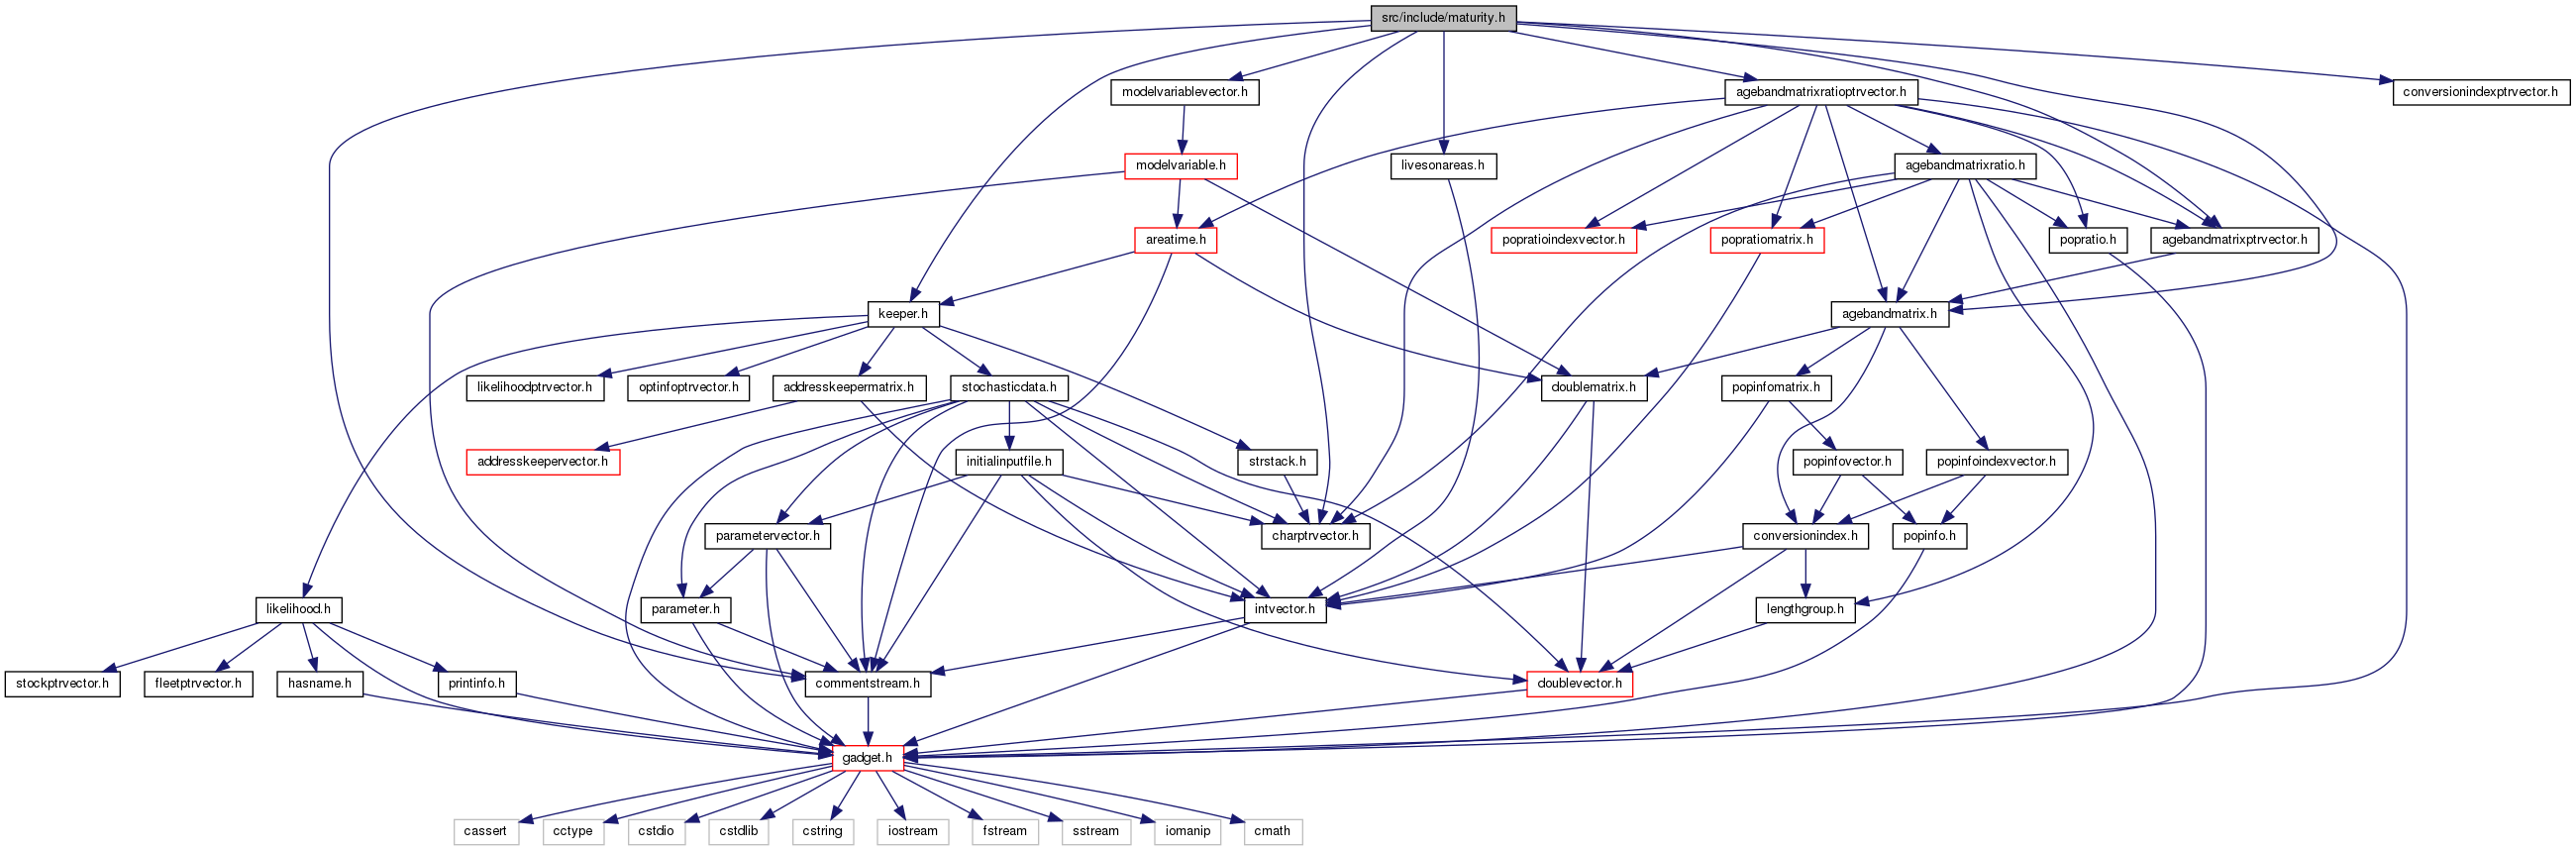 src/include/maturity.h
modelvariablevector.h
agebandmatrixratioptrvector.h
conversionindexptrvector.h
modelvariable.h
livesonareas.h
agebandmatrixratio.h
areatime.h
popratioindexvector.h
popratiomatrix.h
popratio.h
agebandmatrixptrvector.h
keeper.h
agebandmatrix.h
likelihoodptrvector.h
optinfoptrvector.h
addresskeepermatrix.h
stochasticdata.h
doublematrix.h
popinfomatrix.h
addresskeepervector.h
initialinputfile.h
strstack.h
popinfovector.h
popinfoindexvector.h
parametervector.h
charptrvector.h
conversionindex.h
popinfo.h
likelihood.h
parameter.h
intvector.h
lengthgroup.h
stockptrvector.h
fleetptrvector.h
hasname.h
printinfo.h
commentstream.h
doublevector.h
gadget.h
cassert
cctype
cstdio
cstdlib
cstring
iostream
fstream
sstream
iomanip
cmath